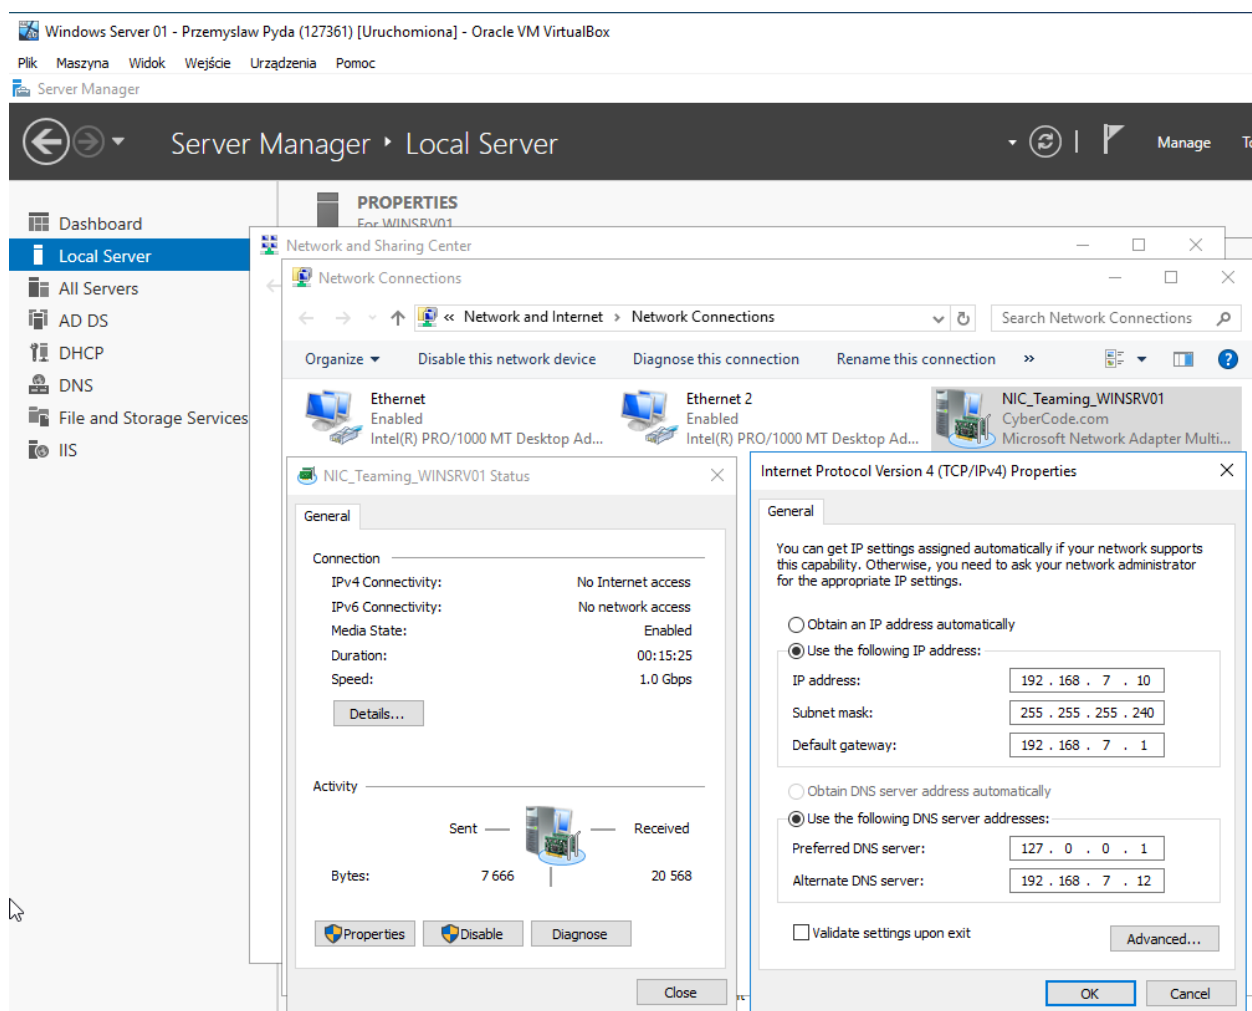 Windows Server 01 - Przemyslaw Pyda (127361) [Uruchomiona] - Oracle VM VirtualBox
Plik Maszyna Widok Wejście Urządzenia Pomoc
Server Manager
Server Manager Local Server
Manage
PROPERTIES
For WINSRV01
Dashboard
Local Server
All Servers
AD DS
DHCP
DNS
File and Storage Services
IIS
Network and Sharing Center
Network Connections
« Network and Internet › Network Connections
Search Network Connections
Organize Disable this network device Diagnose this connection Rename this connection »
Ethernet
Enabled
Intel(R) PRO/1000 MT Desktop Ad...
Ethernet 2
Enabled
Intel(R) PRO/1000 MT Desktop Ad...
NIC_Teaming_WINSRV01
CyberCode.com
Microsoft Network Adapter Multi...
NIC_Teaming_WINSRV01 Status
General
Connection
IPv4 Connectivity: No Internet access
IPv6 Connectivity: No network access
Media State: Enabled
Duration: 00:15:25
Speed: 1.0 Gbps
Details...
Activity
Sent — — Received
Bytes: 7 666 20 568
Properties Disable Diagnose
Close
Internet Protocol Version 4 (TCP/IPv4) Properties
General
You can get IP settings assigned automatically if your network supports
this capability. Otherwise, you need to ask your network administrator
for the appropriate IP settings.
Obtain an IP address automatically
Use the following IP address:
IP address: 192 . 168 . 7 . 10
Subnet mask: 255 . 255 . 255 . 240
Default gateway: 192 . 168 . 7 . 1
Obtain DNS server address automatically
Use the following DNS server addresses:
Preferred DNS server: 127 . 0 . 0 . 1
Alternate DNS server: 192 . 168 . 7 . 12
Validate settings upon exit
Advanced...
OK Cancel